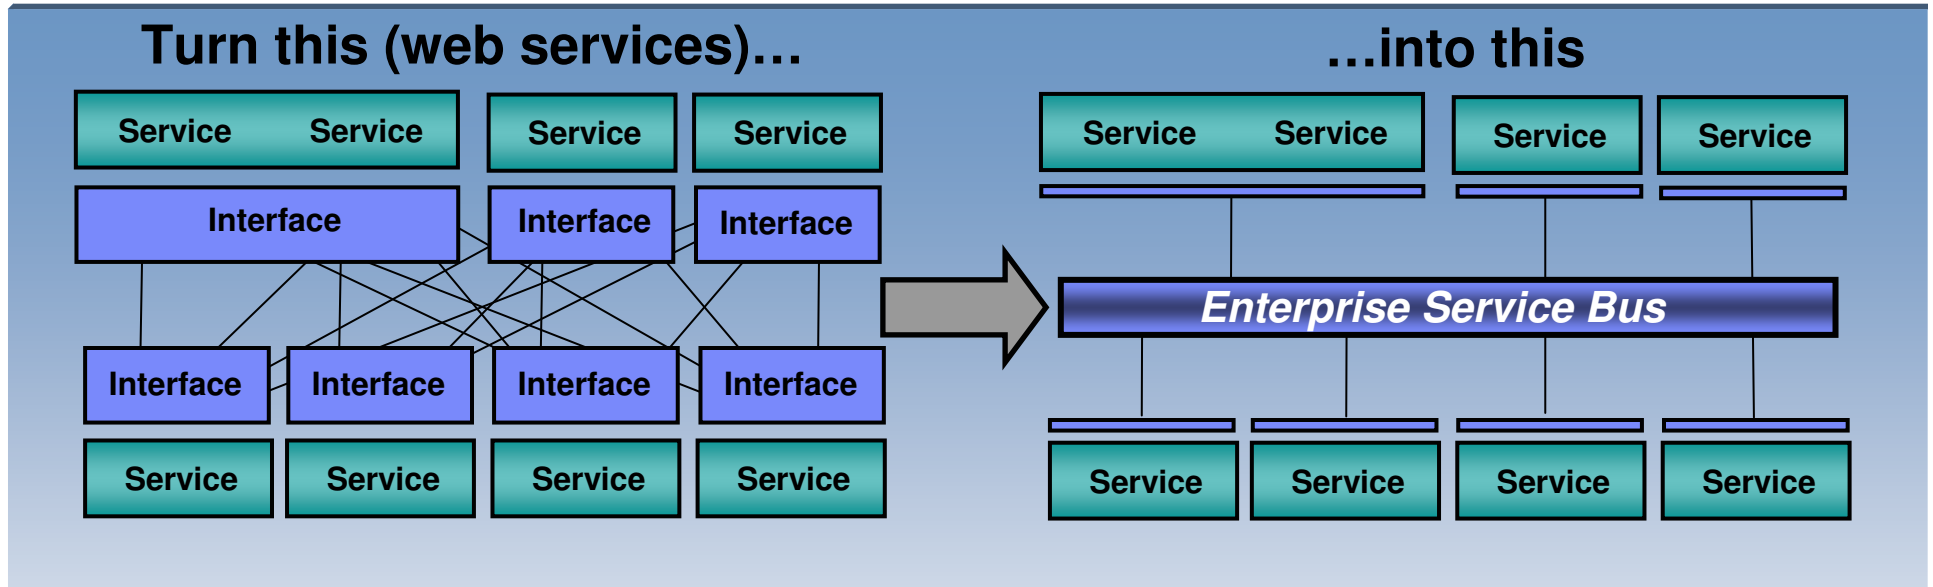 Turn this (web services)…
…into this
Service Service Service Service
Interface Interface Interface
Interface Interface Interface Interface
Service Service Service Service
Service Service Service Service
Enterprise Service Bus
Service Service Service Service